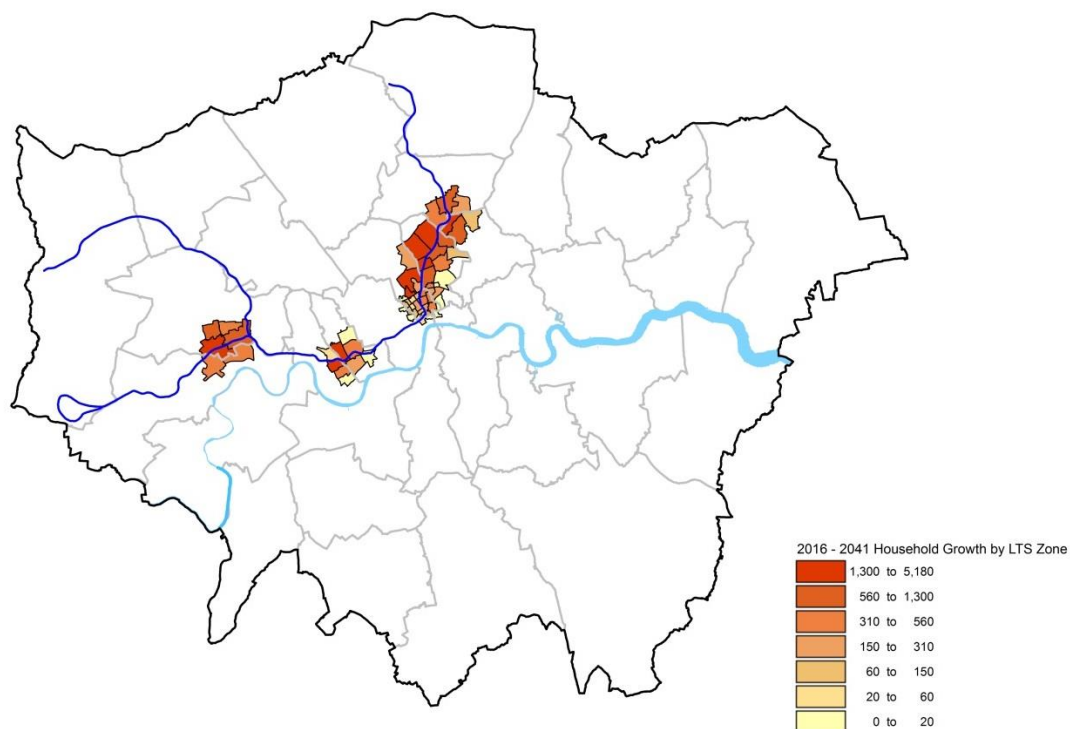 2016 - 2041 Household Growth by LTS Zone
1,300 to 5,180
560 to 1,300
310 to 560
150 to 310
60 to 150
20 to 60
0 to 20